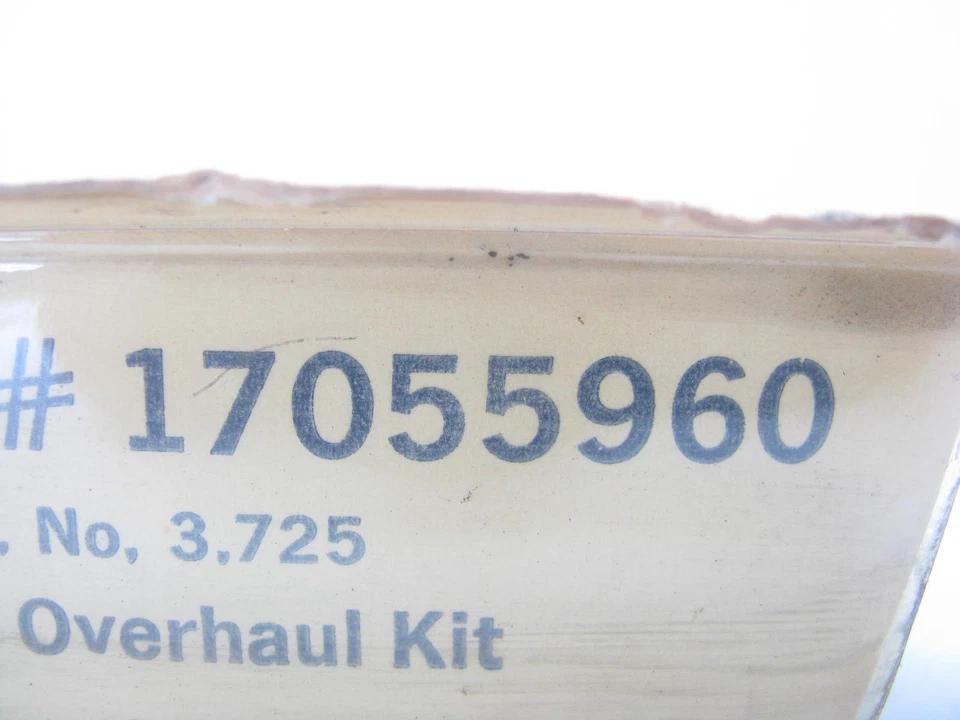 # 17055960
. No, 3.725
Overhaul Kit